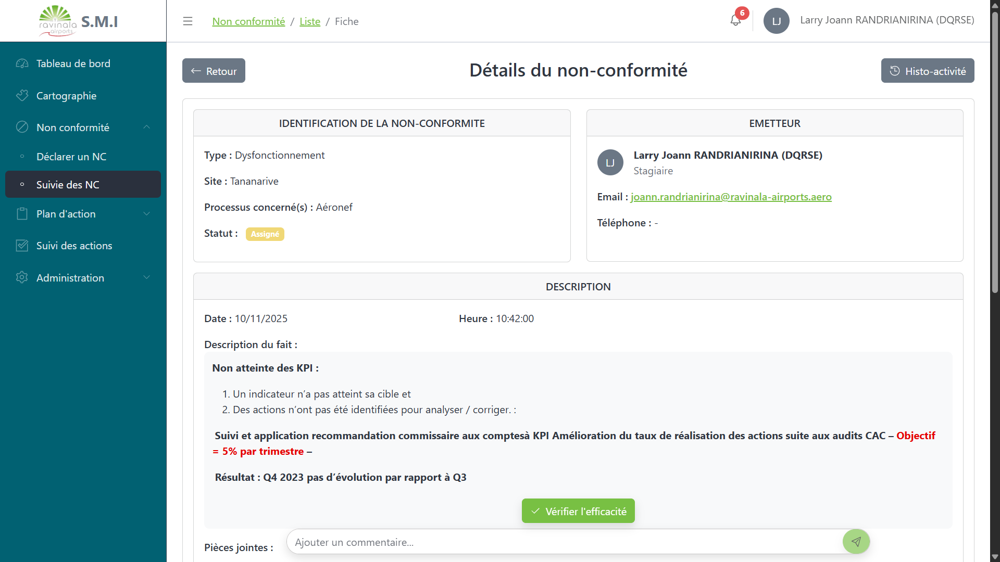 ravinala
airports
S.M.I
Non conformité / Liste / Fiche
6
LJ
Larry Joann RANDRIANIRINA (DQRSE)
Tableau de bord
Cartographie
Non conformité
Déclarer un NC
Suivie des NC
Plan d'action
Suivi des actions
Administration
Retour
Détails du non-conformité
Histo-activité
IDENTIFICATION DE LA NON-CONFORMITE
Type : Dysfonctionnement
Site : Tananarive
Processus concerné(s) : Aéronef
Statut : Assigné
EMETTEUR
LJ
Larry Joann RANDRIANIRINA (DQRSE)
Stagiaire
Email : joann.randrianirina@ravinala-airports.aero
Téléphone : -
DESCRIPTION
Date : 10/11/2025 Heure : 10:42:00
Description du fait :
Non atteinte des KPI :
1. Un indicateur n’a pas atteint sa cible et
2. Des actions n’ont pas été identifiées pour analyser / corriger. :
Suivi et application recommandation commissaire aux comptesà KPI Amélioration du taux de réalisation des actions suite aux audits CAC – Objectif
= 5% par trimestre –
Résultat : Q4 2023 pas d’évolution par rapport à Q3
Vérifier l'efficacité
Pièces jointes :
Ajouter un commentaire...